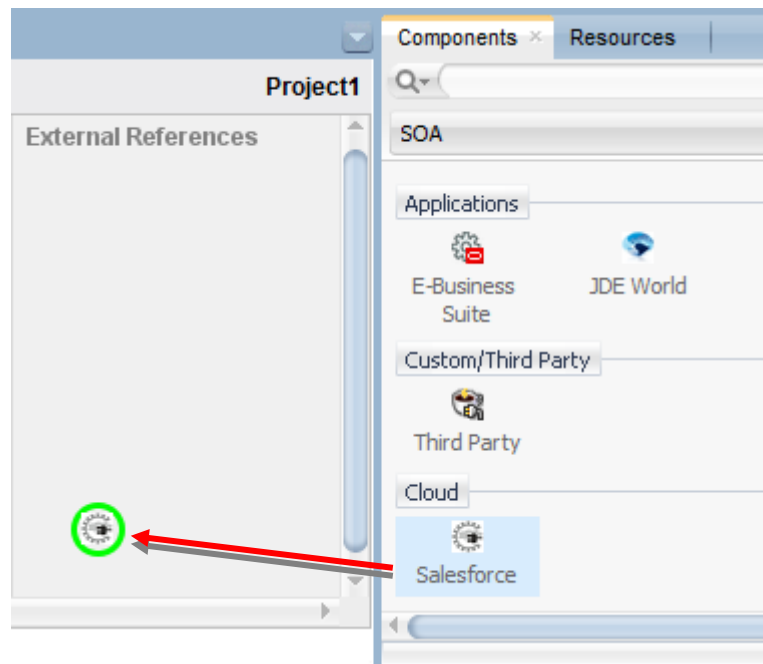 Project1
External References
Components
Resources
SOA
Applications
E-Business
Suite
JDE World
Custom/Third Party
Third Party
Cloud
Salesforce